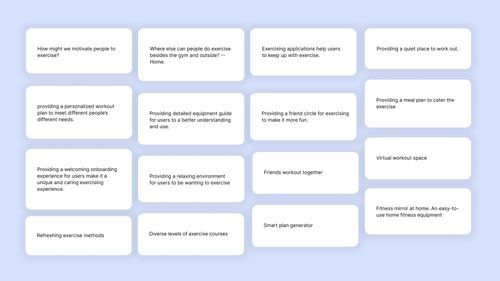 How might we motivate people to
exercise?
Where else can people do exercise
besides the gym and outside? --
Home.
Exercising applications help users
to keep up with exercise.
Providing a quiet place to work out.
providing a personalized workout
plan to meet different people's
different needs.
Providing detailed equipment guide
for users to a better understanding
and use.
Providing a friend circle for exercising
to make it more fun.
Providing a meal plan to cater the
exercise
Providing a welcoming onboarding
experience for users make it a
unique and caring exercising
experience.
Providing a relaxing environment
for users to be wanting to exercise
Friends workout together
Virtual workout space
Refreshing exercise methods
Diverse levels of exercise courses
Smart plan generator
Fitness mirror at home. An easy-to-
use home fitness equipment